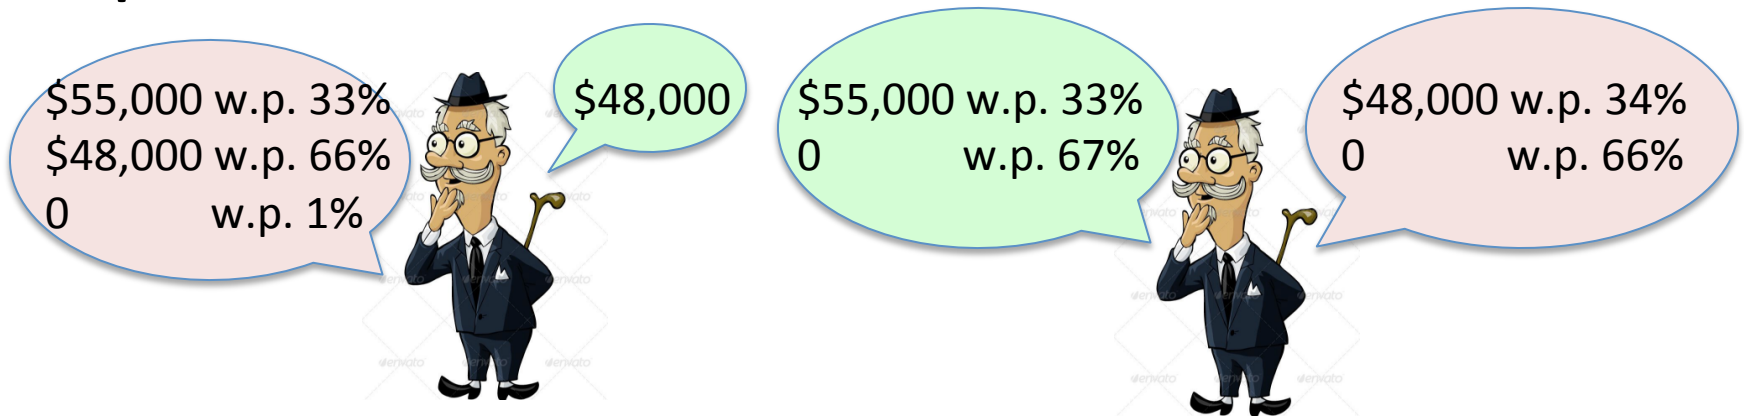 $55,000 w.p. 33%
$48,000 w.p. 66%
0 w.p. 1%
$48,000
$55,000 w.p. 33%
0 w.p. 67%
$48,000 w.p. 34%
0 w.p. 66%